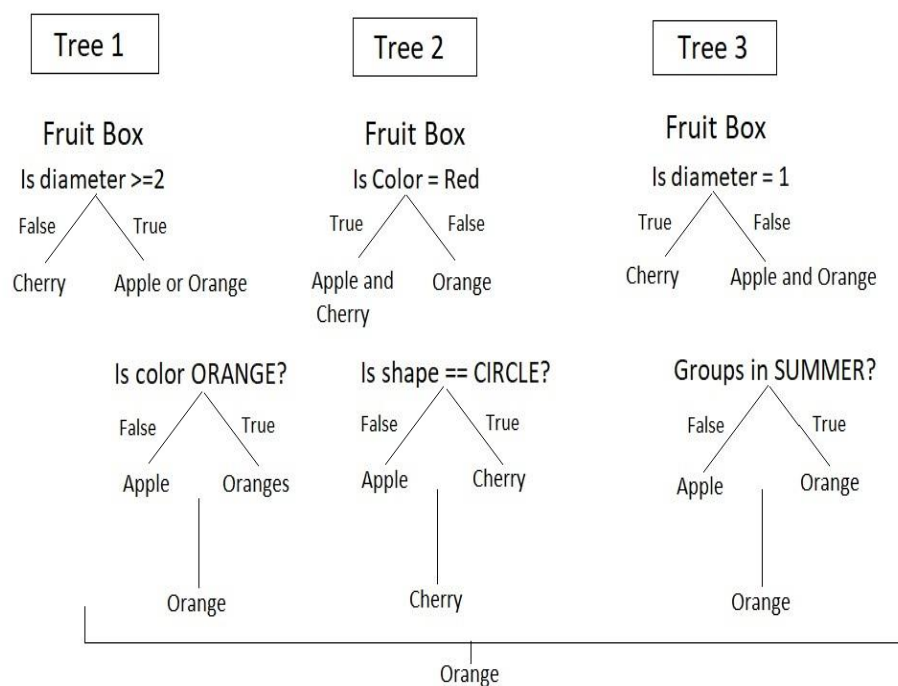 Tree 1
Fruit Box
Is diameter >=2
False
True
Cherry
Apple or Orange
Is color ORANGE?
False
True
Apple
Oranges
Orange
Tree 2
Fruit Box
Is Color = Red
True
False
Apple and
Cherry
Orange
Is shape == CIRCLE?
False
True
Apple
Cherry
Cherry
Tree 3
Fruit Box
Is diameter = 1
True
False
Cherry
Apple and Orange
Groups in SUMMER?
False
True
Apple
Orange
Orange
Orange